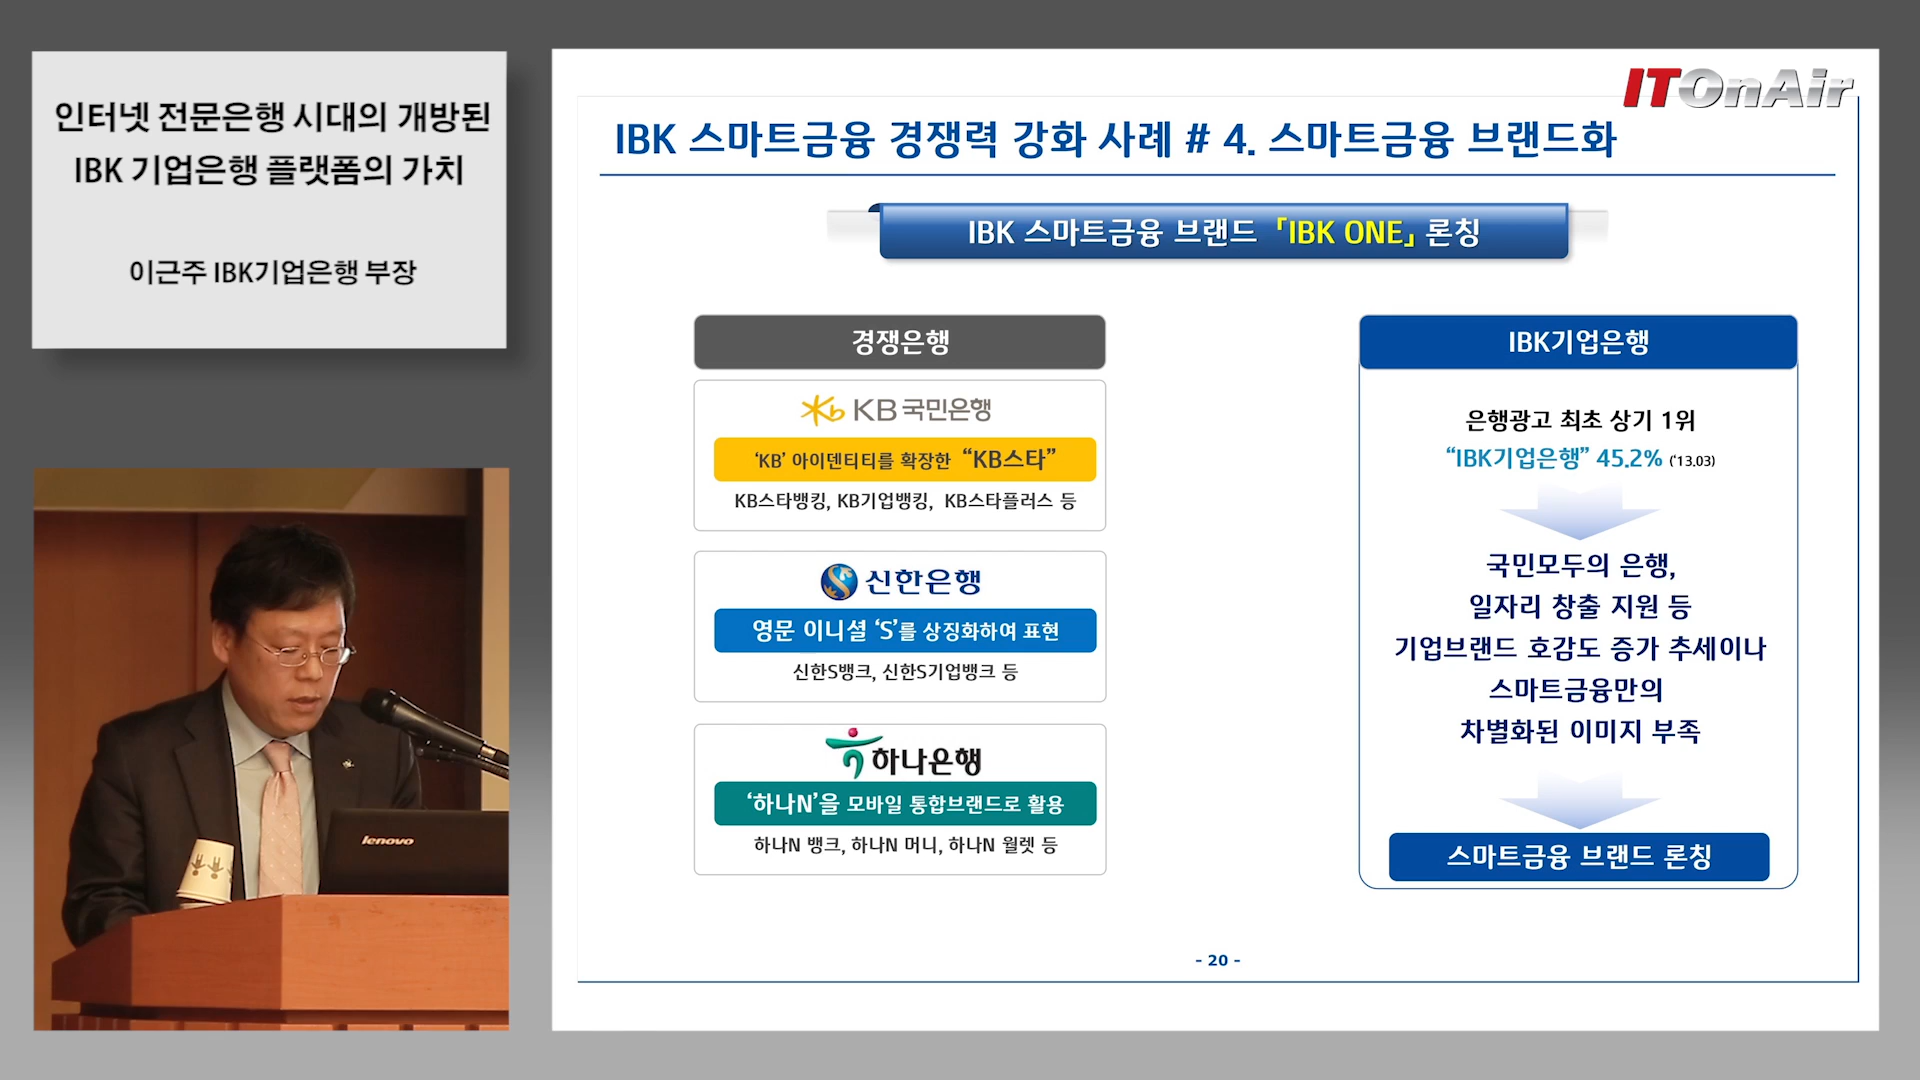 인터넷 전문은행 시대의 개방된
IBK 기업은행 플랫폼의 가치
이근주 IBK기업은행 부장
lenovo
ITOnAir
IBK 스마트금융 경쟁력 강화 사례 # 4. 스마트금융 브랜드화
IBK 스마트금융 브랜드 「IBK ONE」 론칭
경쟁은행
KB 국민은행
‘KB’ 아이덴티티를 확장한 “KB스타”
KB스타뱅킹, KB기업뱅킹, KB스타플러스 등
신한은행
영문 이니셜 ‘S’를 상징화하여 표현
신한S뱅크, 신한S기업뱅크 등
하나은행
‘하나N’을 모바일 통합브랜드로 활용
하나N 뱅크, 하나N 머니, 하나N 월렛 등
IBK기업은행
은행광고 최초 상기 1위
“IBK기업은행” 45.2% (‘13.03)
국민모두의 은행,
일자리 창출 지원 등
기업브랜드 호감도 증가 추세이나
스마트금융만의
차별화된 이미지 부족
스마트금융 브랜드 론칭
- 20 -